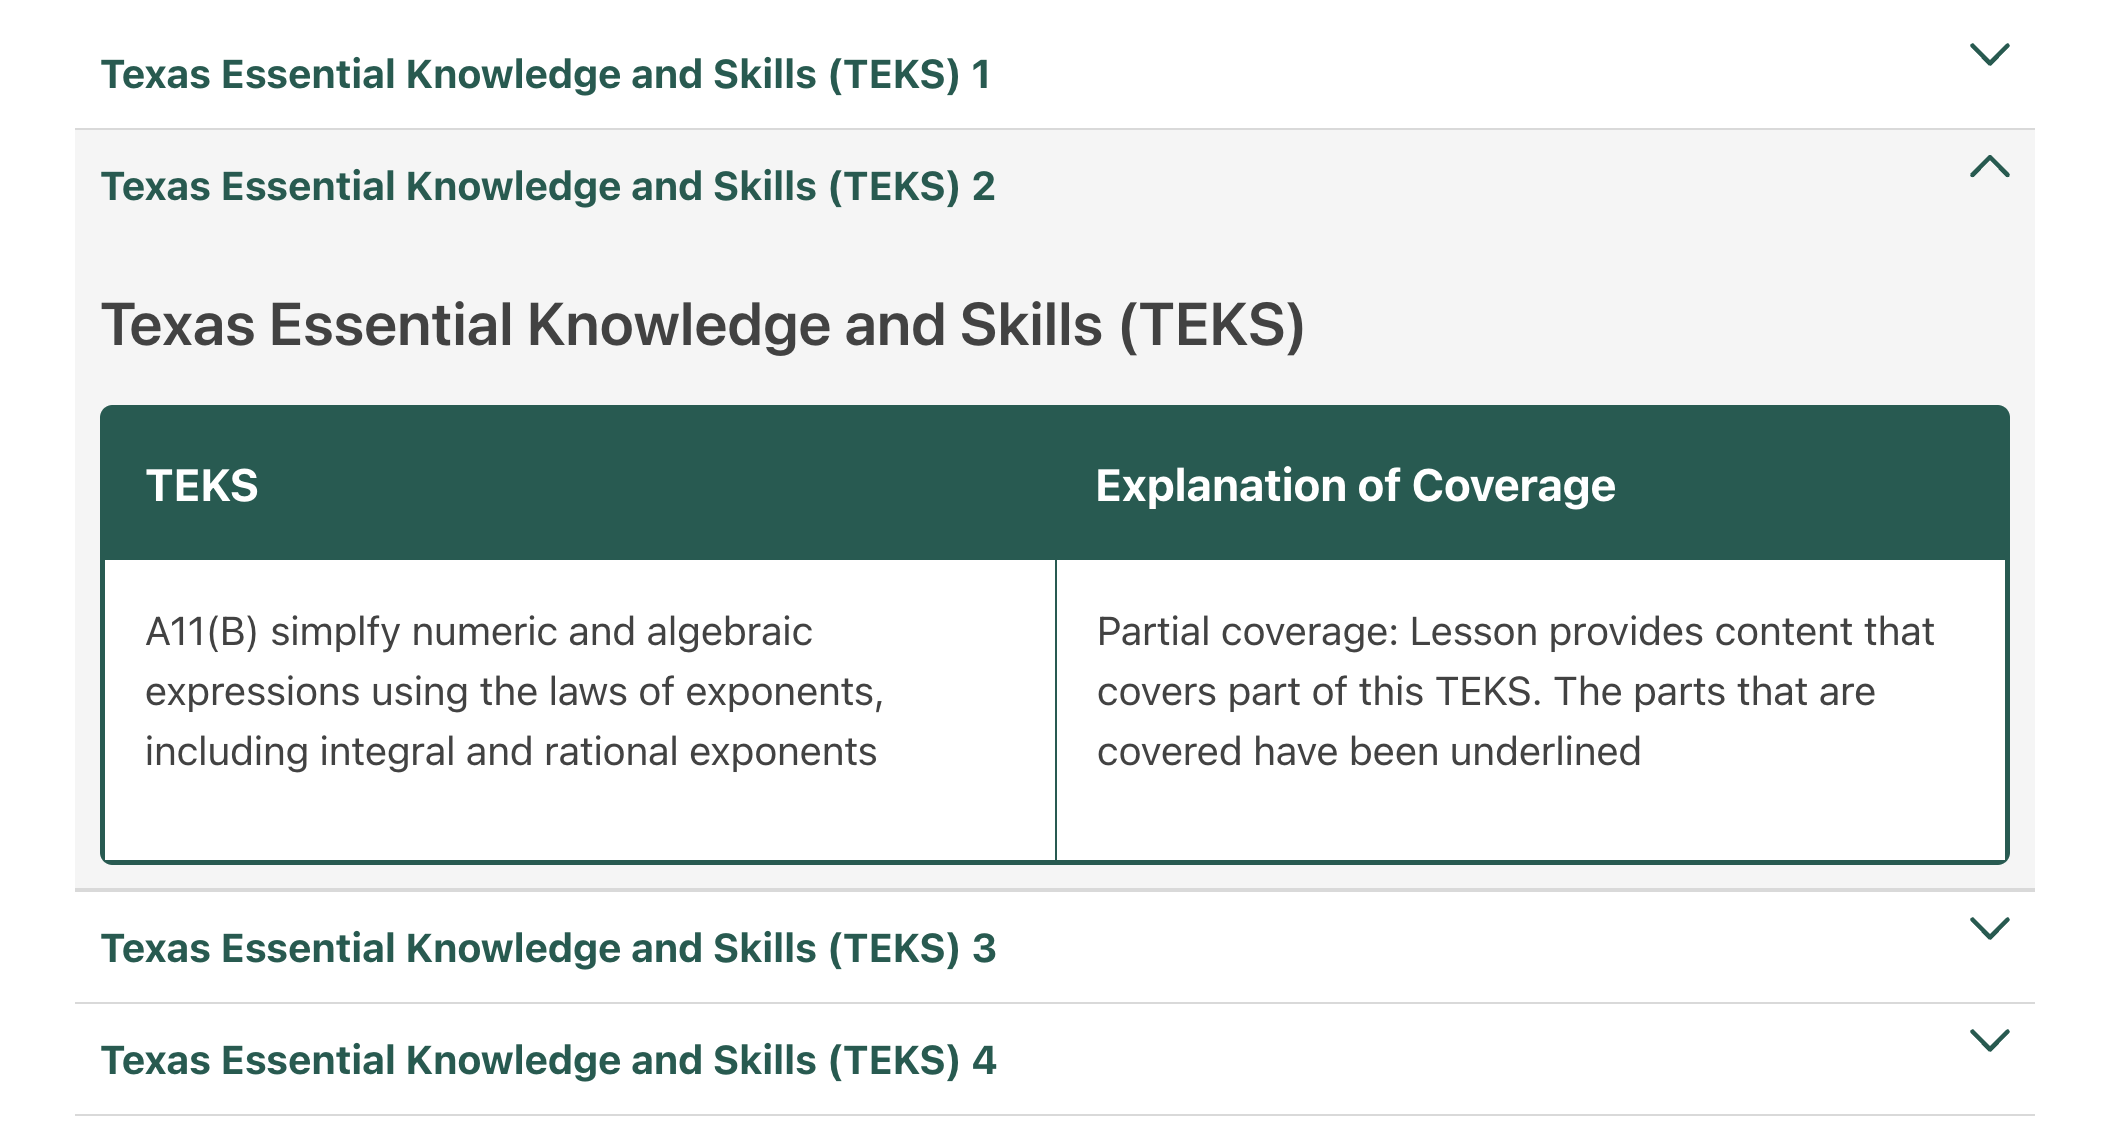 Texas Essential Knowledge and Skills (TEKS) 1
Texas Essential Knowledge and Skills (TEKS) 2
Texas Essential Knowledge and Skills (TEKS)
TEKS
Explanation of Coverage
A11(B) simplfy numeric and algebraic
expressions using the laws of exponents,
including integral and rational exponents
Partial coverage: Lesson provides content that
covers part of this TEKS. The parts that are
covered have been underlined
Texas Essential Knowledge and Skills (TEKS) 3
Texas Essential Knowledge and Skills (TEKS) 4